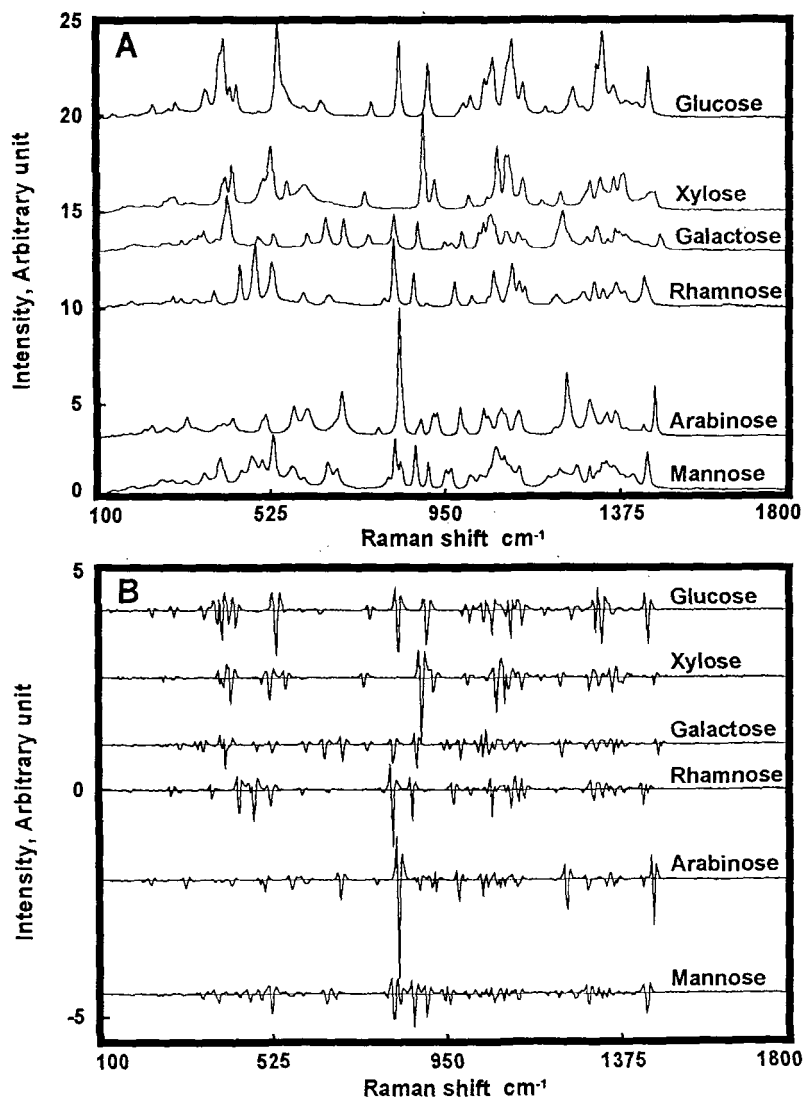 A
25
20
15
10
5
0
Intensity, Arbitrary unit
Glucose
Xylose
Galactose
Rhamnose
Arabinose
Mannose
100 525 950 1375 1800
Raman shift cm-1
B
5
0
-5
Intensity, Arbitrary unit
Glucose
Xylose
Galactose
Rhamnose
Arabinose
Mannose
100 525 950 1375 1800
Raman shift cm-1